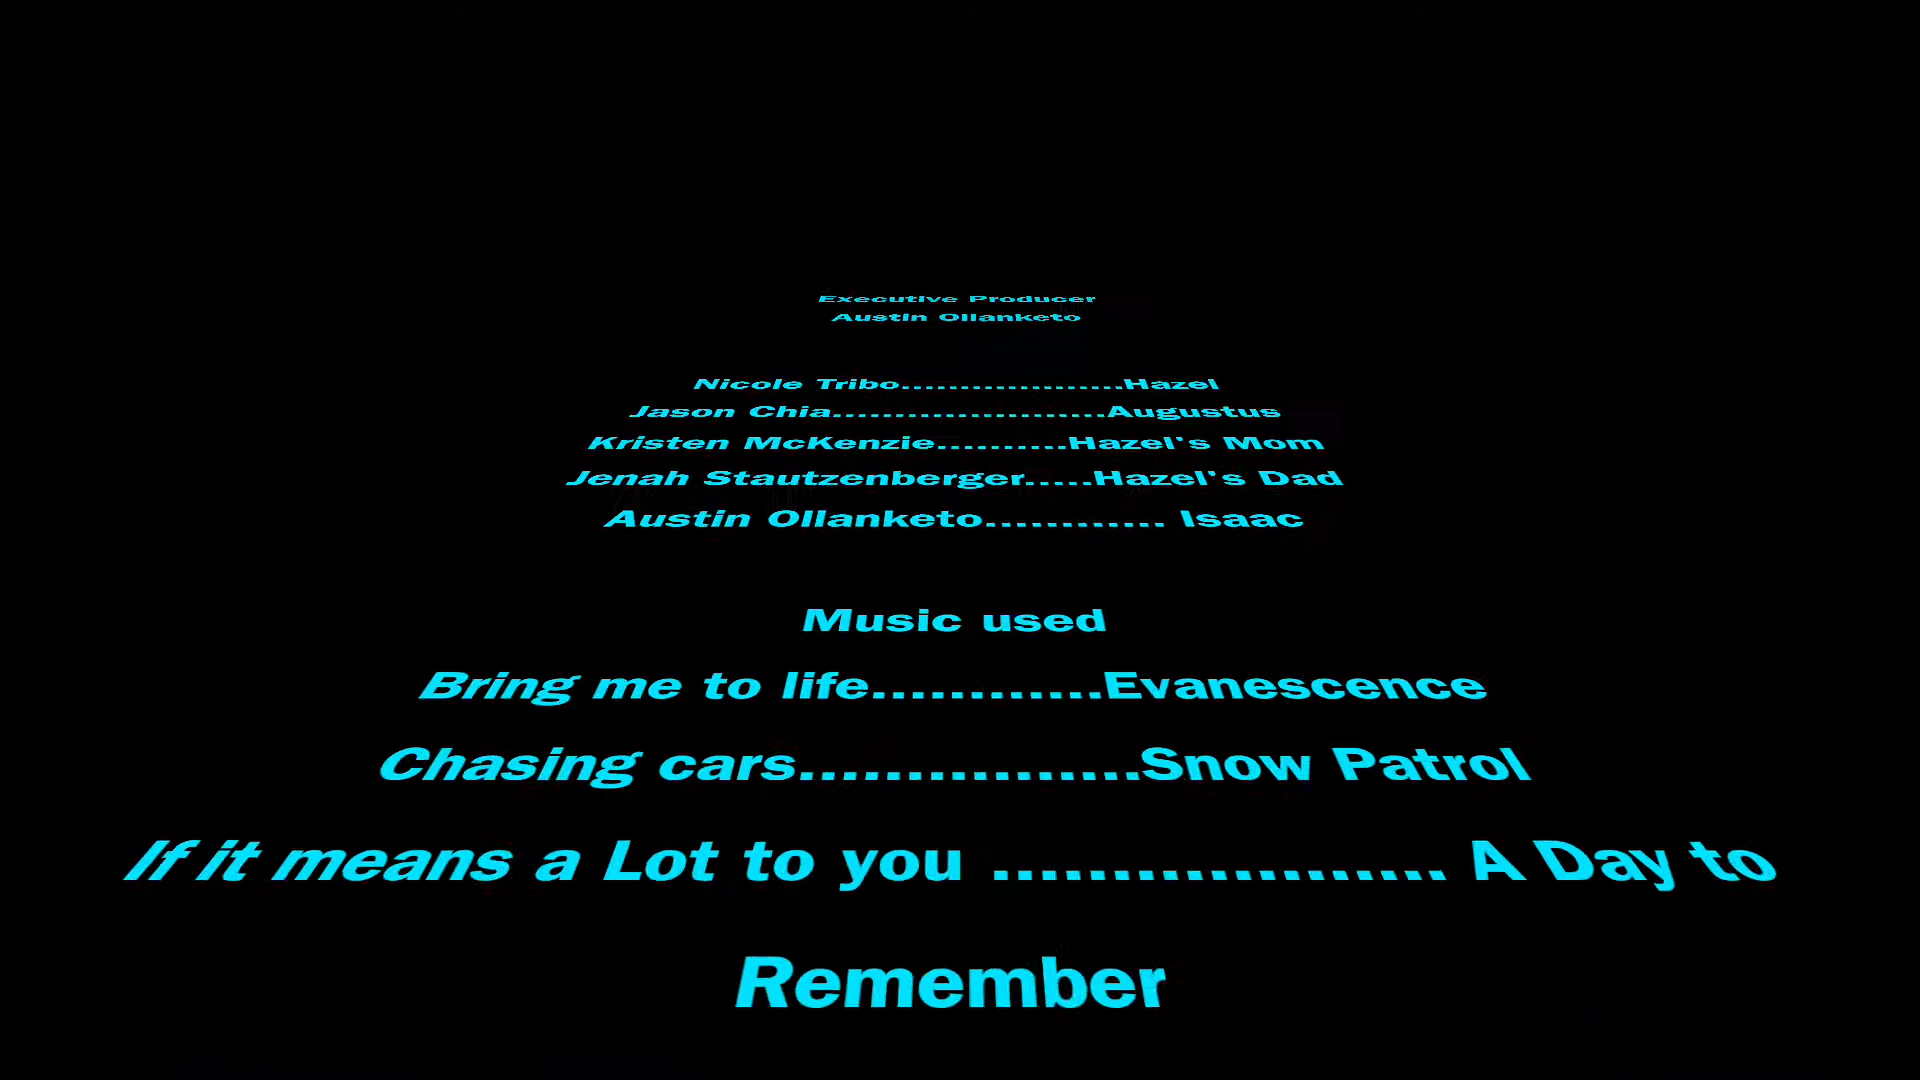 Executive Producer
Austin Ollanketo
Nicole Tribo...................Hazel
Jason Chia......................Augustus
Kristen McKenzie..........Hazel's Mom
Jenah Stautzenberger.....Hazel's Dad
Austin Ollanketo............ Isaac
Music used
Bring me to life............Evanescence
Chasing cars................Snow Patrol
If it means a Lot to you ................... A Day to
Remember